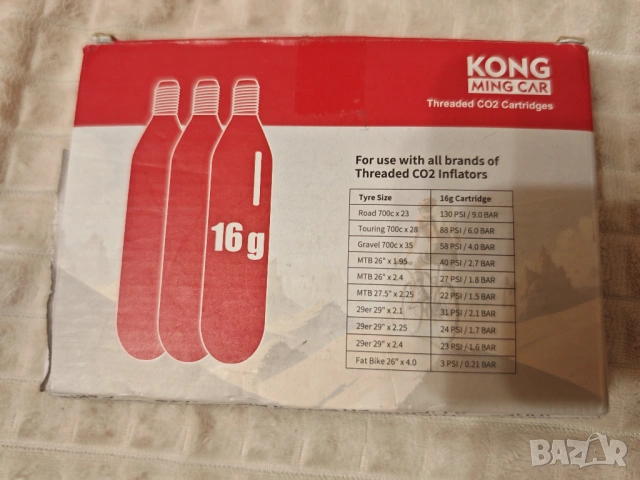 KONG
MING CAR
Threaded CO2 Cartridges
16g
For use with all brands of
Threaded CO2 Inflators
Tyre Size 16g Cartridge
Road 700c x 23 130 PSI / 9.0 BAR
Touring 700c x 28 88 PSI / 6.0 BAR
Gravel 700c x 35 58 PSI / 4.0 BAR
MTB 26" x 1.95 40 PSI / 2.7 BAR
MTB 26" x 2.4 27 PSI / 1.8 BAR
MTB 27.5" x 2.25 22 PSI / 1.5 BAR
29er 29" x 2.1 31 PSI / 2.1 BAR
29er 29" x 2.25 24 PSI / 1.7 BAR
29er 29" x 2.4 23 PSI / 1.6 BAR
Fat Bike 26" x 4.0 3 PSI / 0.21 BAR
BAZAR